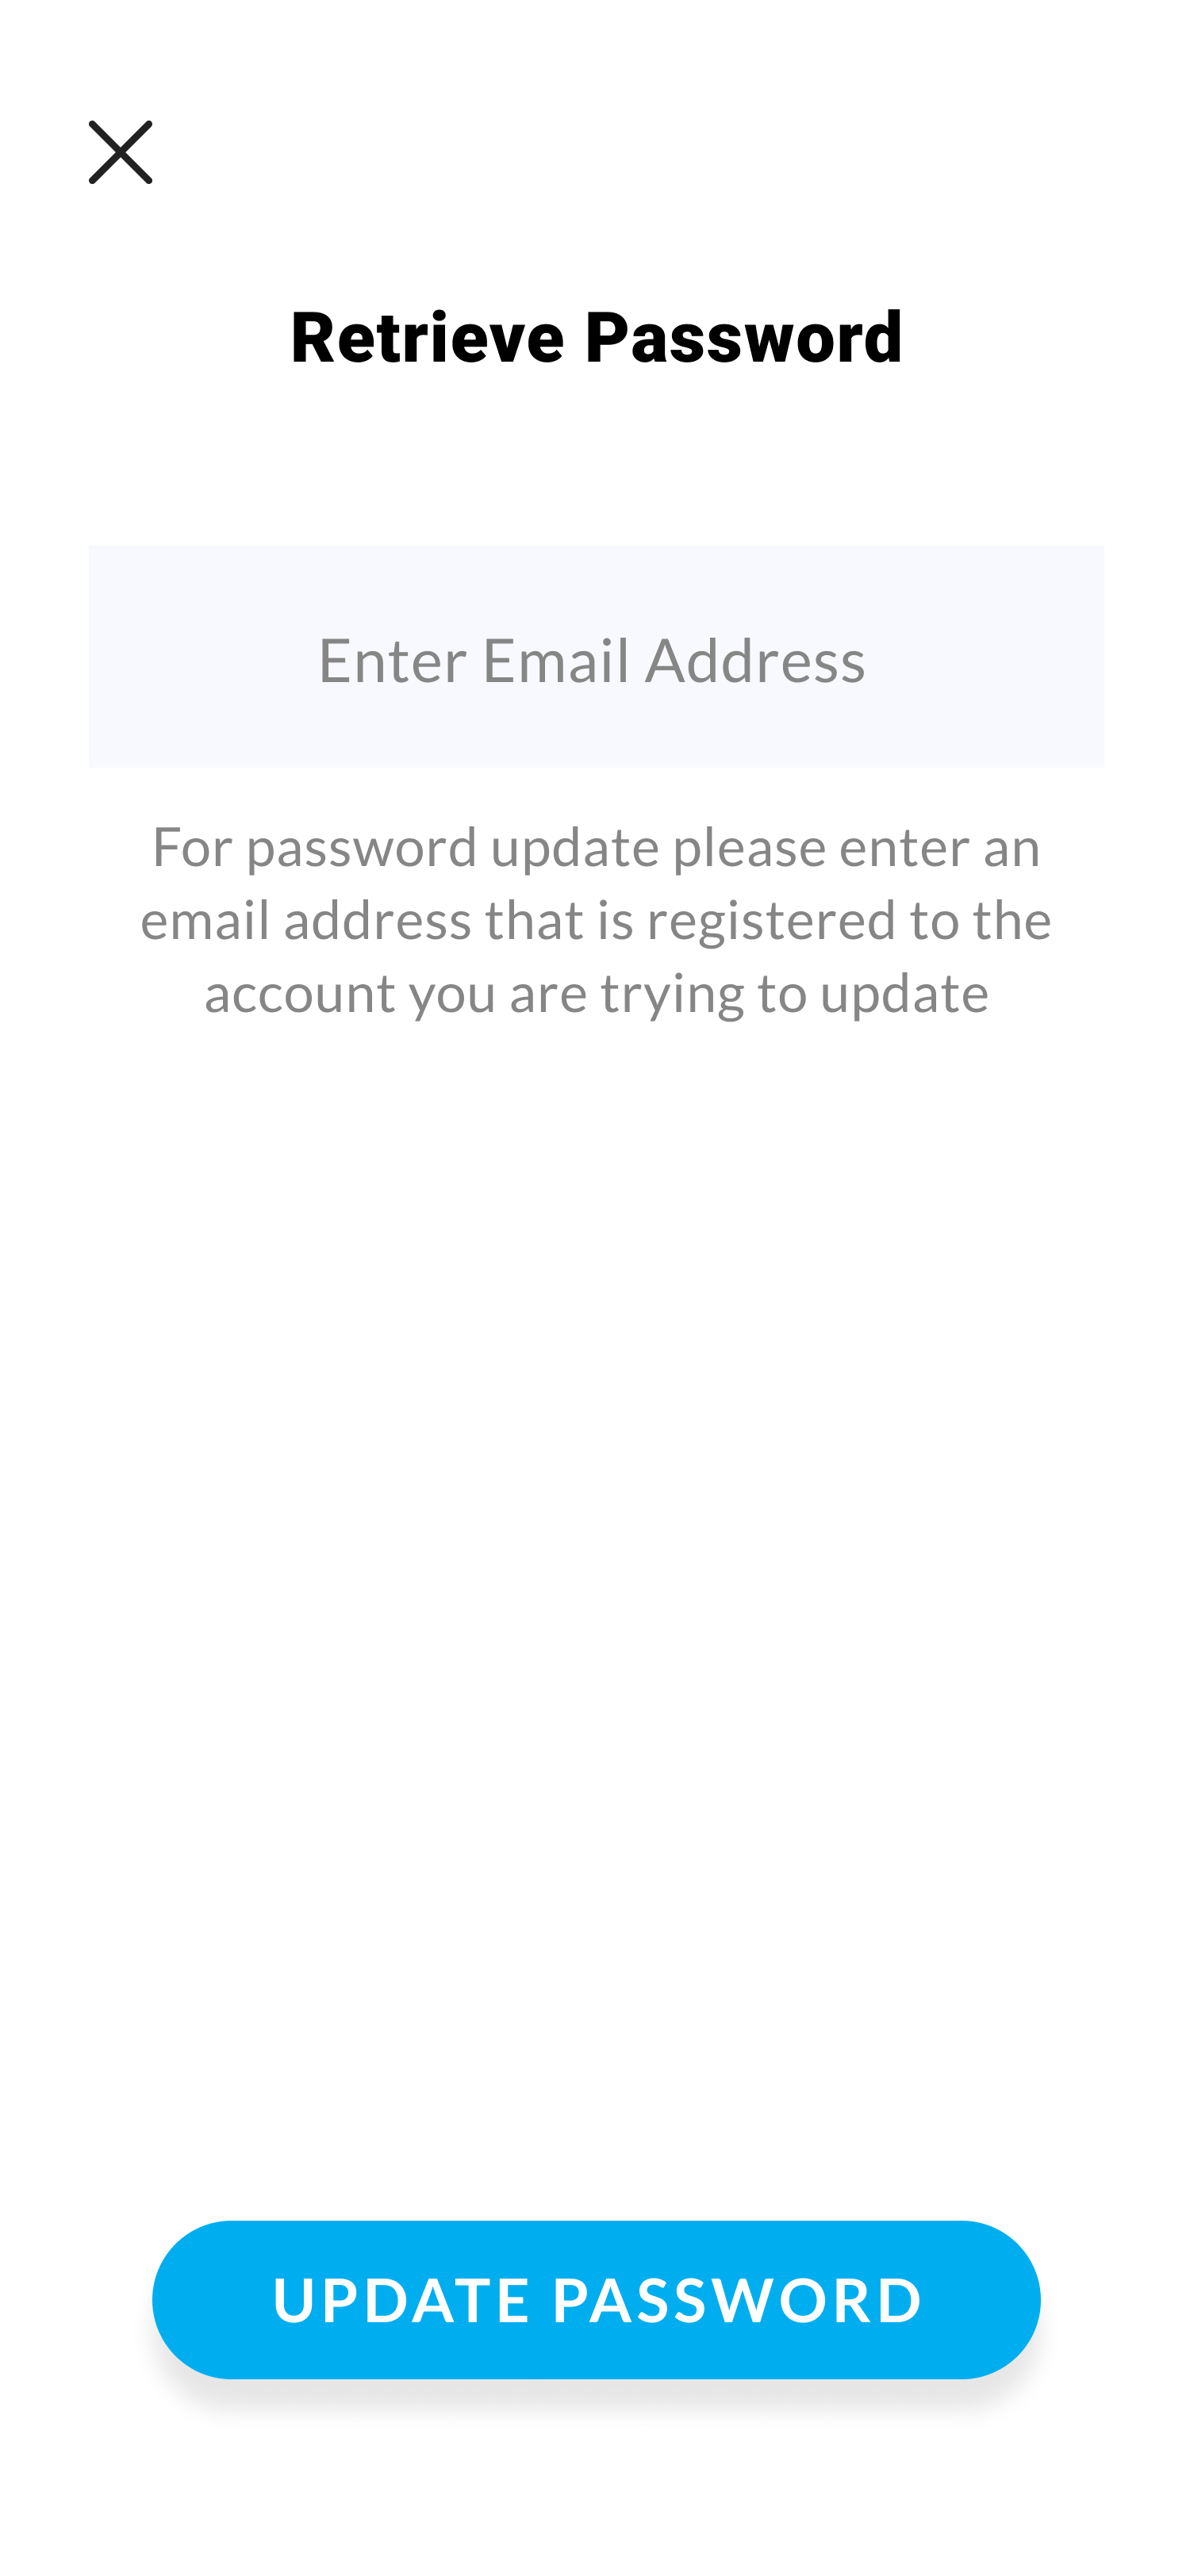 Retrieve Password
Enter Email Address
For password update please enter an
email address that is registered to the
account you are trying to update
UPDATE PASSWORD